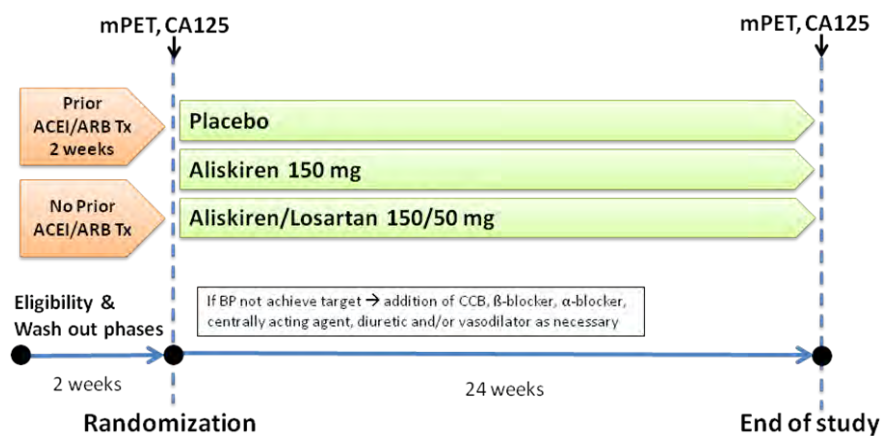 mPET, CA125
mPET, CA125
Prior
ACEI/ARB Tx
2 weeks
Placebo
Aliskiren 150 mg
No Prior
ACEI/ARB Tx
Aliskiren/Losartan 150/50 mg
Eligibility &
Wash out phases
If BP not achieve target → addition of CCB, ß-blocker, α-blocker,
centrally acting agent, diuretic and/or vasodilator as necessary
2 weeks
24 weeks
Randomization
End of study